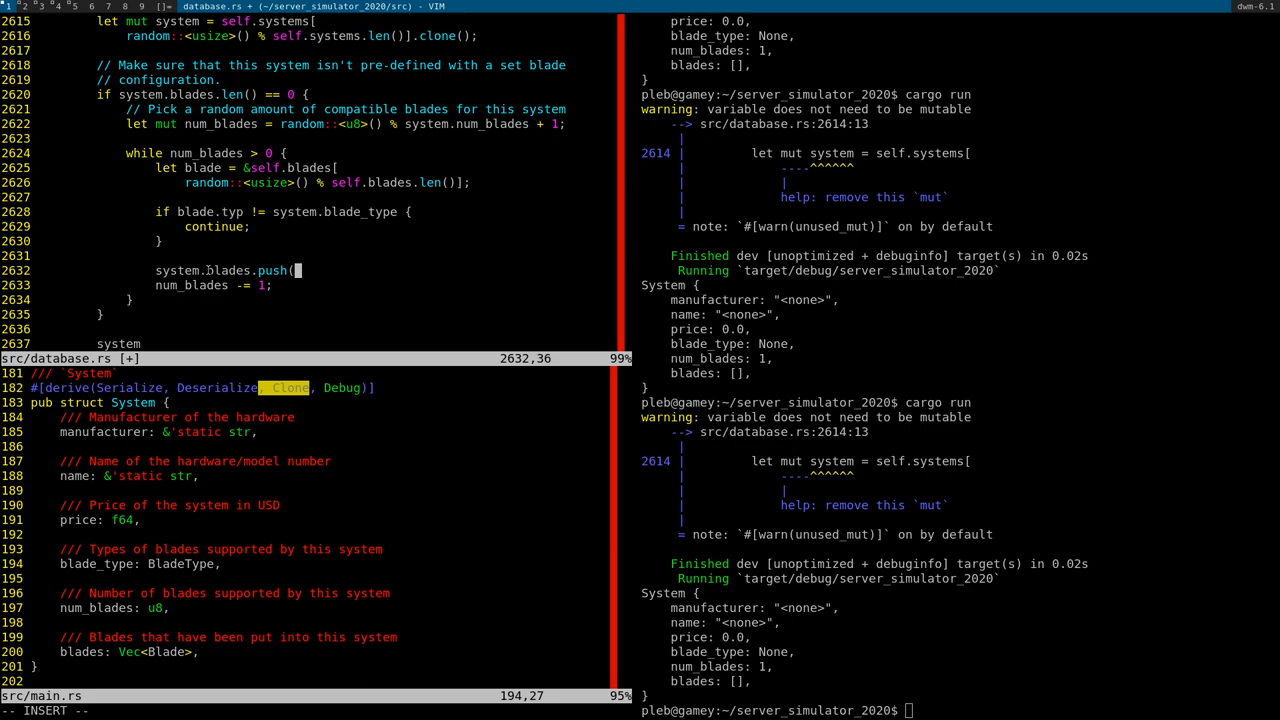 1 2 3 4 5 6 7 8 9 []= database.rs + (~/server_simulator_2020/src) - VIM dwm-6.1
2615         let mut system = self.systems[
2616             random::<usize>() % self.systems.len()].clone();
2617
2618         // Make sure that this system isn't pre-defined with a set blade
2619         // configuration.
2620         if system.blades.len() == 0 {
2621             // Pick a random amount of compatible blades for this system
2622             let mut num_blades = random::<u8>() % system.num_blades + 1;
2623
2624             while num_blades > 0 {
2625                 let blade = &self.blades[
2626                     random::<usize>() % self.blades.len()];
2627
2628                 if blade.typ != system.blade_type {
2629                     continue;
2630                 }
2631
2632                 system.blades.push(
2633                 num_blades -= 1;
2634             }
2635         }
2636
2637         system
src/database.rs [+] 2632,36 99%
181 /// `System`
182 #[derive(Serialize, Deserialize, Clone, Debug)]
183 pub struct System {
184     /// Manufacturer of the hardware
185     manufacturer: &'static str,
186
187     /// Name of the hardware/model number
188     name: &'static str,
189
190     /// Price of the system in USD
191     price: f64,
192
193     /// Types of blades supported by this system
194     blade_type: BladeType,
195
196     /// Number of blades supported by this system
197     num_blades: u8,
198
199     /// Blades that have been put into this system
200     blades: Vec<Blade>,
201 }
202
src/main.rs 194,27 95%
-- INSERT --
    price: 0.0,
    blade_type: None,
    num_blades: 1,
    blades: [],
}
pleb@gamey:~/server_simulator_2020$ cargo run
warning: variable does not need to be mutable
    --> src/database.rs:2614:13
     |
2614 |         let mut system = self.systems[
     |             ----^^^^^^
     |             |
     |             help: remove this `mut`
     |
     = note: `#[warn(unused_mut)]` on by default
    Finished dev [unoptimized + debuginfo] target(s) in 0.02s
     Running `target/debug/server_simulator_2020`
System {
    manufacturer: "<none>",
    name: "<none>",
    price: 0.0,
    blade_type: None,
    num_blades: 1,
    blades: [],
}
pleb@gamey:~/server_simulator_2020$ cargo run
warning: variable does not need to be mutable
    --> src/database.rs:2614:13
     |
2614 |         let mut system = self.systems[
     |             ----^^^^^^
     |             |
     |             help: remove this `mut`
     |
     = note: `#[warn(unused_mut)]` on by default
    Finished dev [unoptimized + debuginfo] target(s) in 0.02s
     Running `target/debug/server_simulator_2020`
System {
    manufacturer: "<none>",
    name: "<none>",
    price: 0.0,
    blade_type: None,
    num_blades: 1,
    blades: [],
}
pleb@gamey:~/server_simulator_2020$